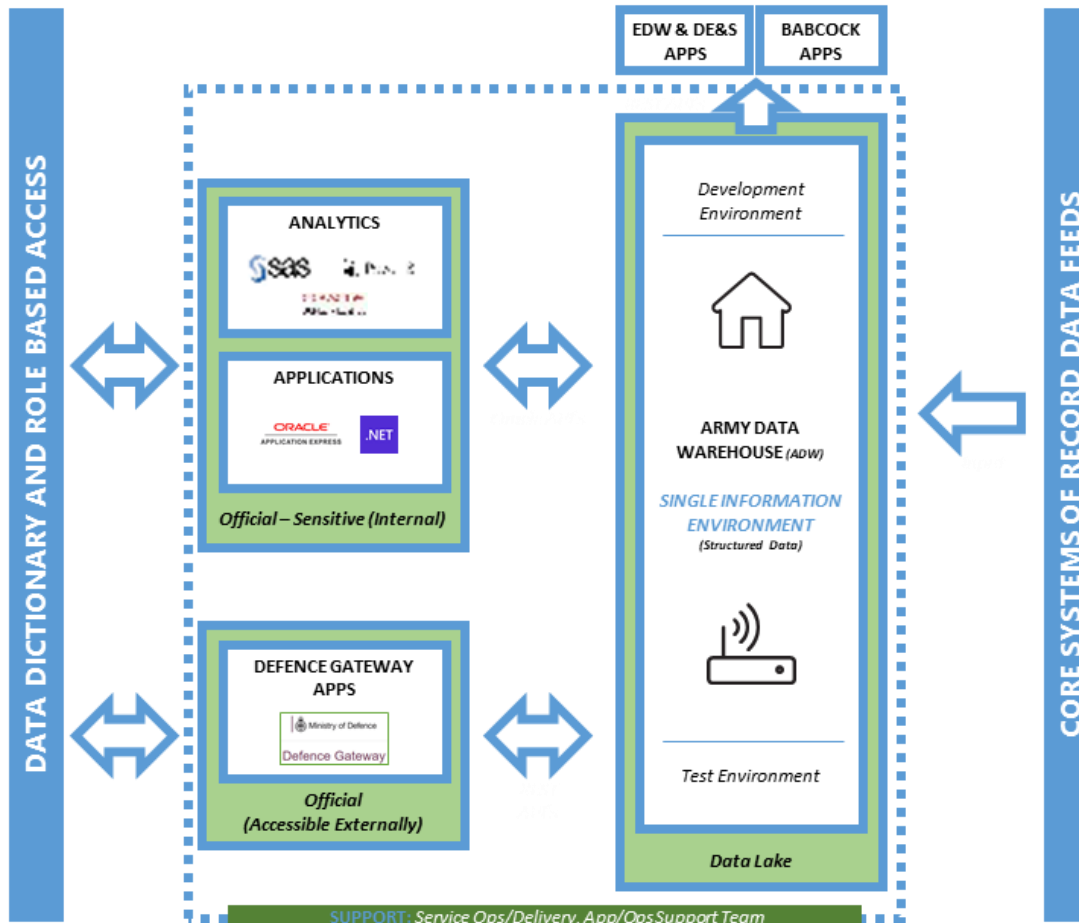 EDW & DE&S
APPS
BABCOCK
APPS
DATA DICTIONARY AND ROLE BASED ACCESS
ANALYTICS
sas
APPLICATIONS
ORACLE
APPLICATION EXPRESS
.NET
Official – Sensitive (Internal)
DEFENCE GATEWAY
APPS
Ministry of Defence
Defence Gateway
Official
(Accessible Externally)
Development
Environment
ARMY DATA
WAREHOUSE (ADW)
SINGLE INFORMATION
ENVIRONMENT
(Structured Data)
Test Environment
Data Lake
CORE SYSTEMS OF RECORD DATA FEEDS
SUPPORT: Service Ops/Delivery, App/Ops Support Team